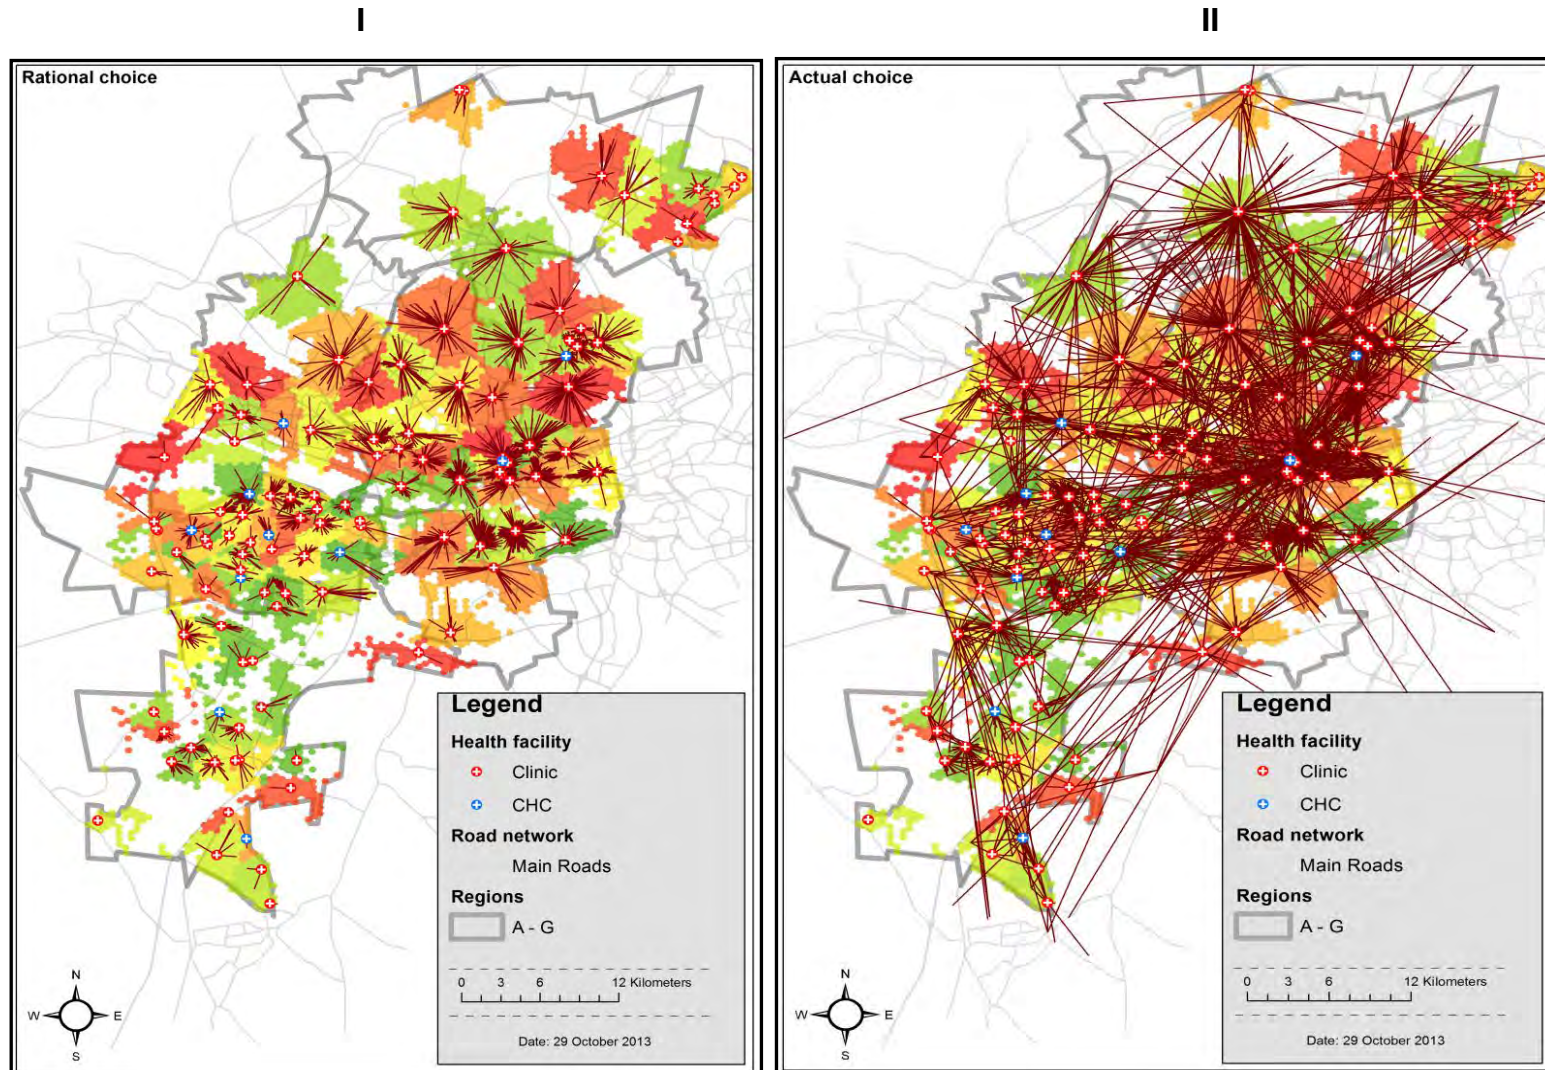 I
II
Rational choice
Legend
Health facility
Clinic
CHC
Road network
Main Roads
Regions
A - G
0 3 6 12 Kilometers
Date: 29 October 2013
N
W E
S
Actual choice
Legend
Health facility
Clinic
CHC
Road network
Main Roads
Regions
A - G
0 3 6 12 Kilometers
Date: 29 October 2013
N
W E
S